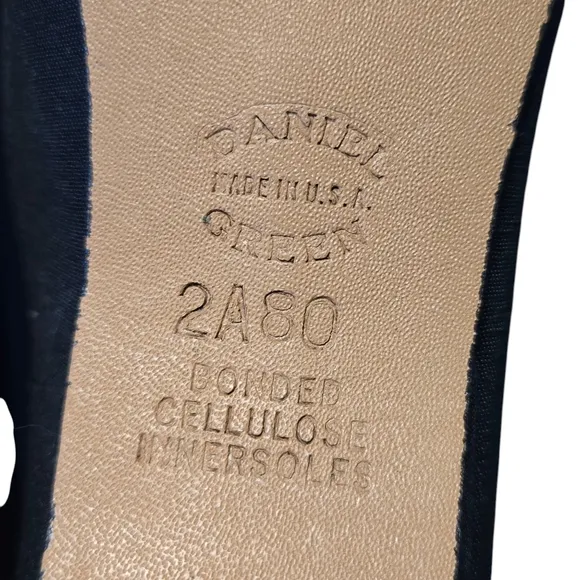 DANIEL
MADE IN U.S.A.
GREEN
2A80
BONDED
CELLULOSE
INNERSOLES